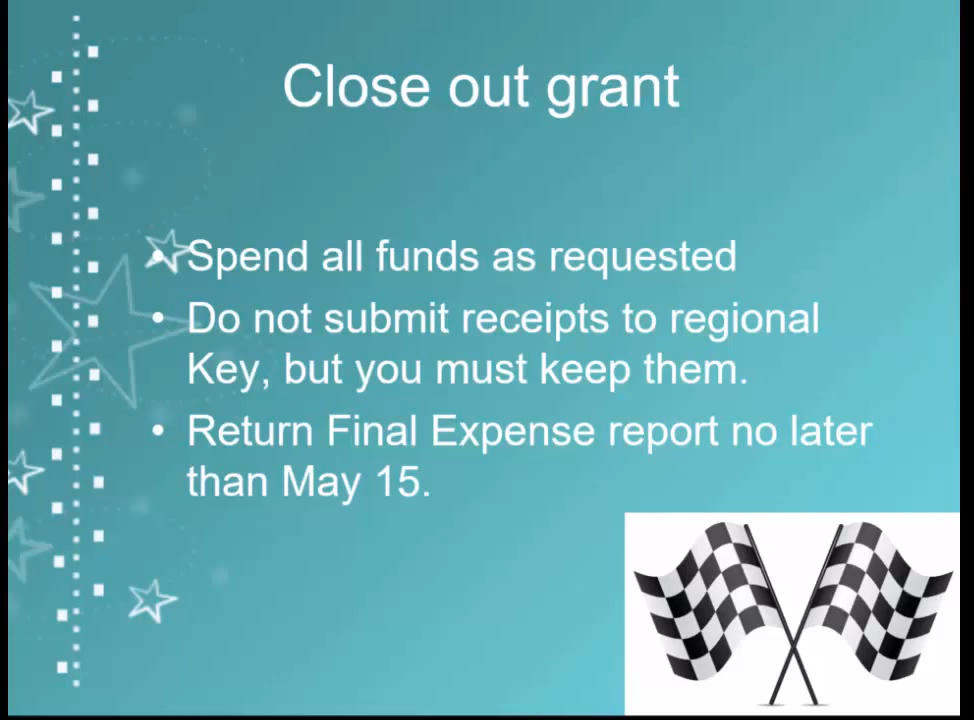 Close out grant
• Spend all funds as requested
• Do not submit receipts to regional
Key, but you must keep them.
• Return Final Expense report no later
than May 15.